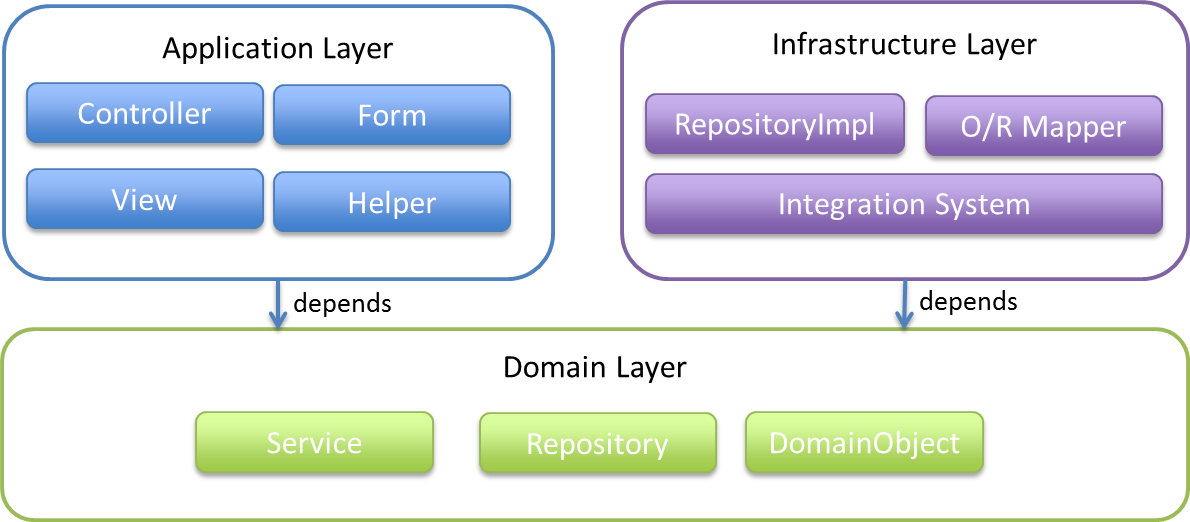 Application Layer
Controller
Form
View
Helper
Infrastructure Layer
RepositoryImpl
O/R Mapper
Integration System
depends
depends
Domain Layer
Service
Repository
DomainObject